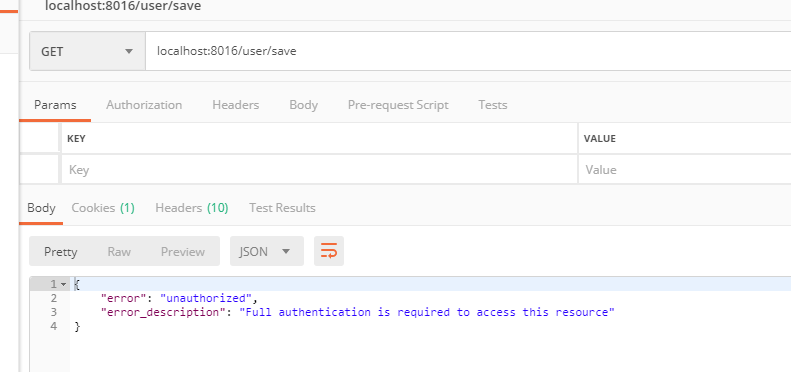 localhost:8016/user/save
GET localhost:8016/user/save
Params Authorization Headers Body Pre-request Script Tests
KEY VALUE
Key Value
Body Cookies (1) Headers (10) Test Results
Pretty Raw Preview JSON
1 {
2 "error": "unauthorized",
3 "error_description": "Full authentication is required to access this resource"
4 }